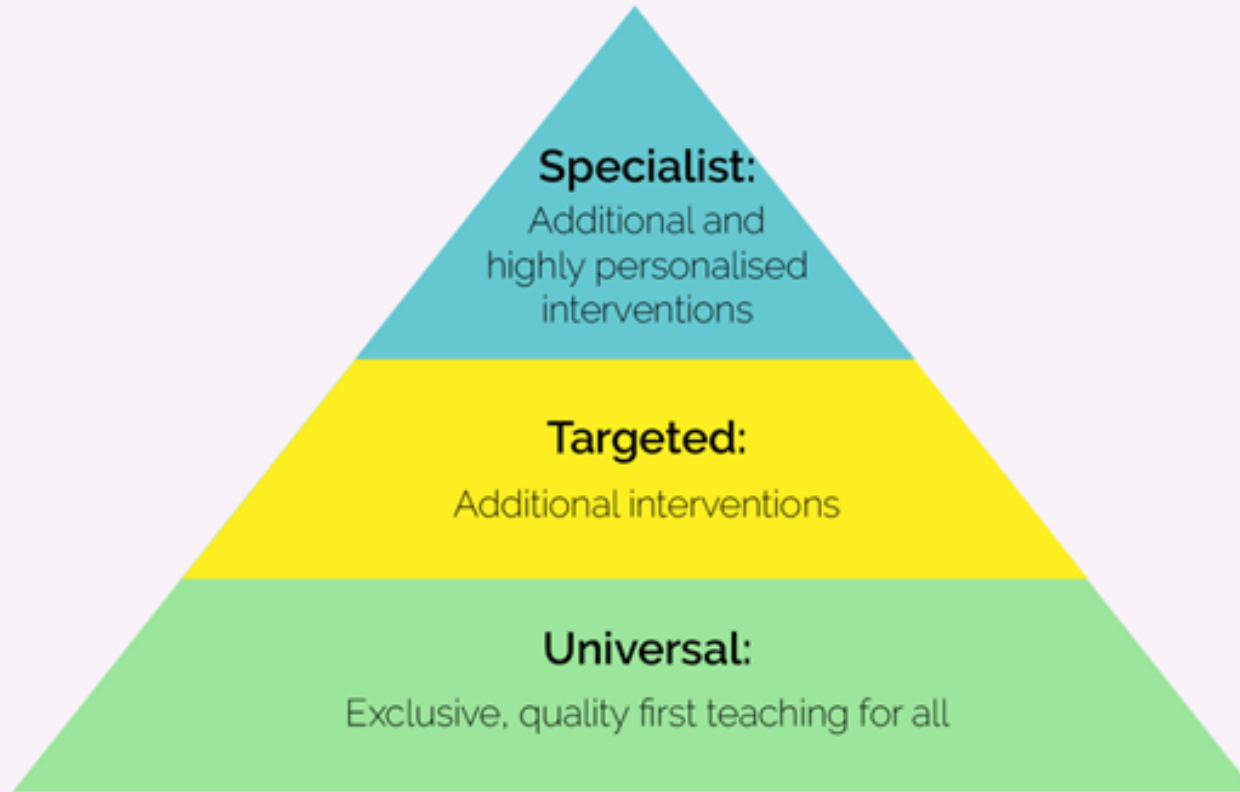 Specialist:
Additional and
highly personalised
interventions
Targeted:
Additional interventions
Universal:
Exclusive, quality first teaching for all